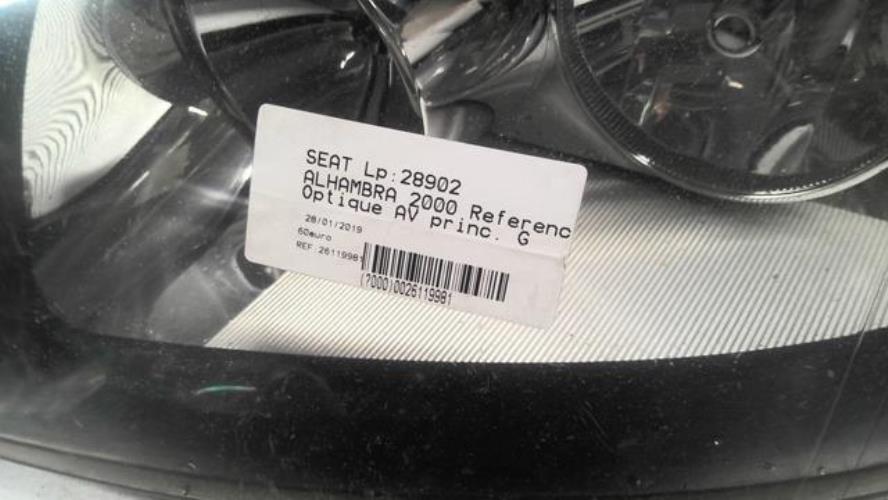 SEAT Lp:28902
ALHAMBRA 2000 Referenc
Optique AV princ. G
28/01/2019
60euro
REF.26119981
(7000)0026119981